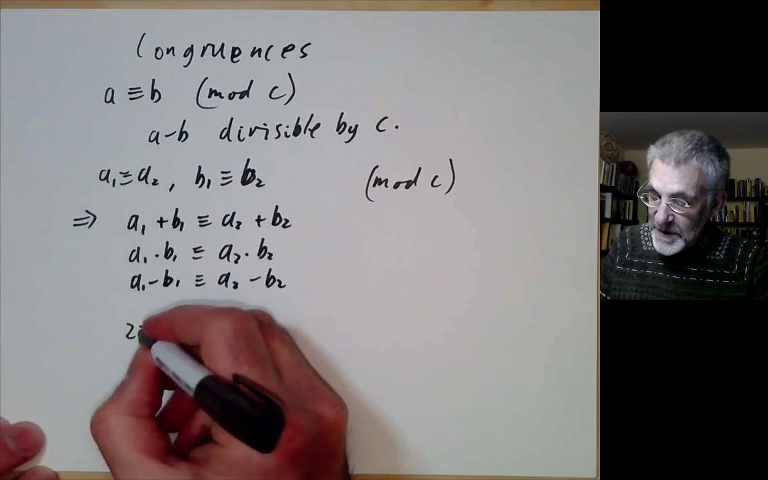 Congruences
a ≡ b (mod c)
a-b divisible by c.
a₁ ≡ a₂, b₁ ≡ b₂ (mod c)
⇒ a₁ + b₁ ≡ a₂ + b₂
a₁ · b₁ ≡ a₂ · b₂
a₁ - b₁ ≡ a₂ - b₂
2